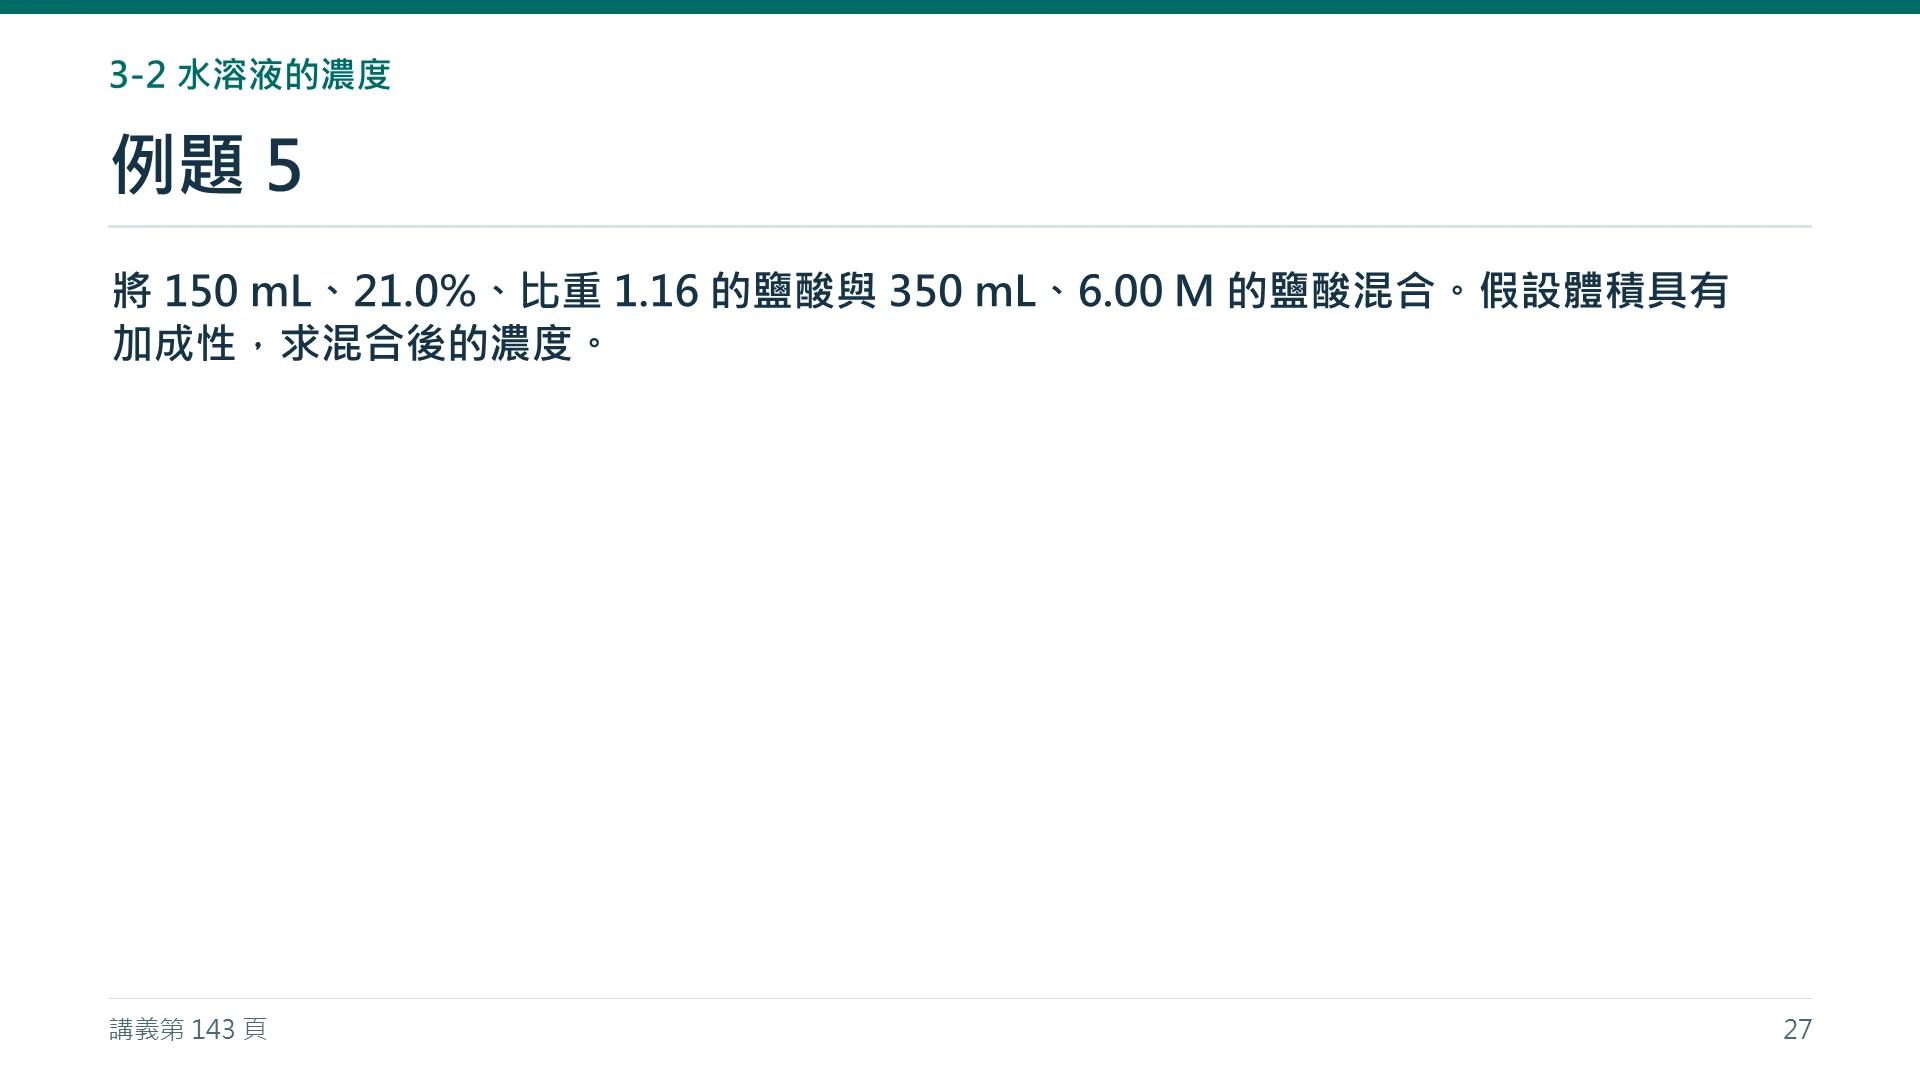 3-2 水溶液的濃度
例題 5
將 150 mL、21.0%、比重 1.16 的鹽酸與 350 mL、6.00 M 的鹽酸混合。假設體積具有
加成性，求混合後的濃度。
講義第 143 頁
27